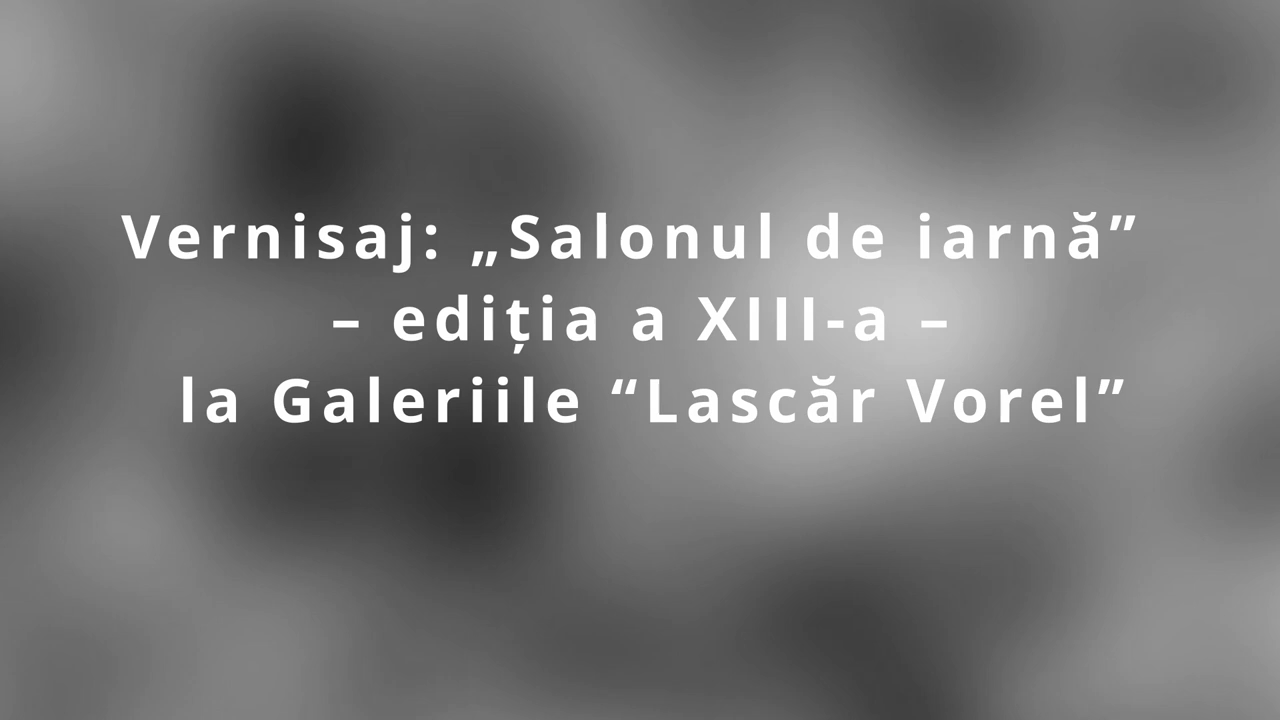 Vernisaj: „Salonul de iarnă”
– ediția a XIII-a –
la Galeriile “Lascăr Vorel”